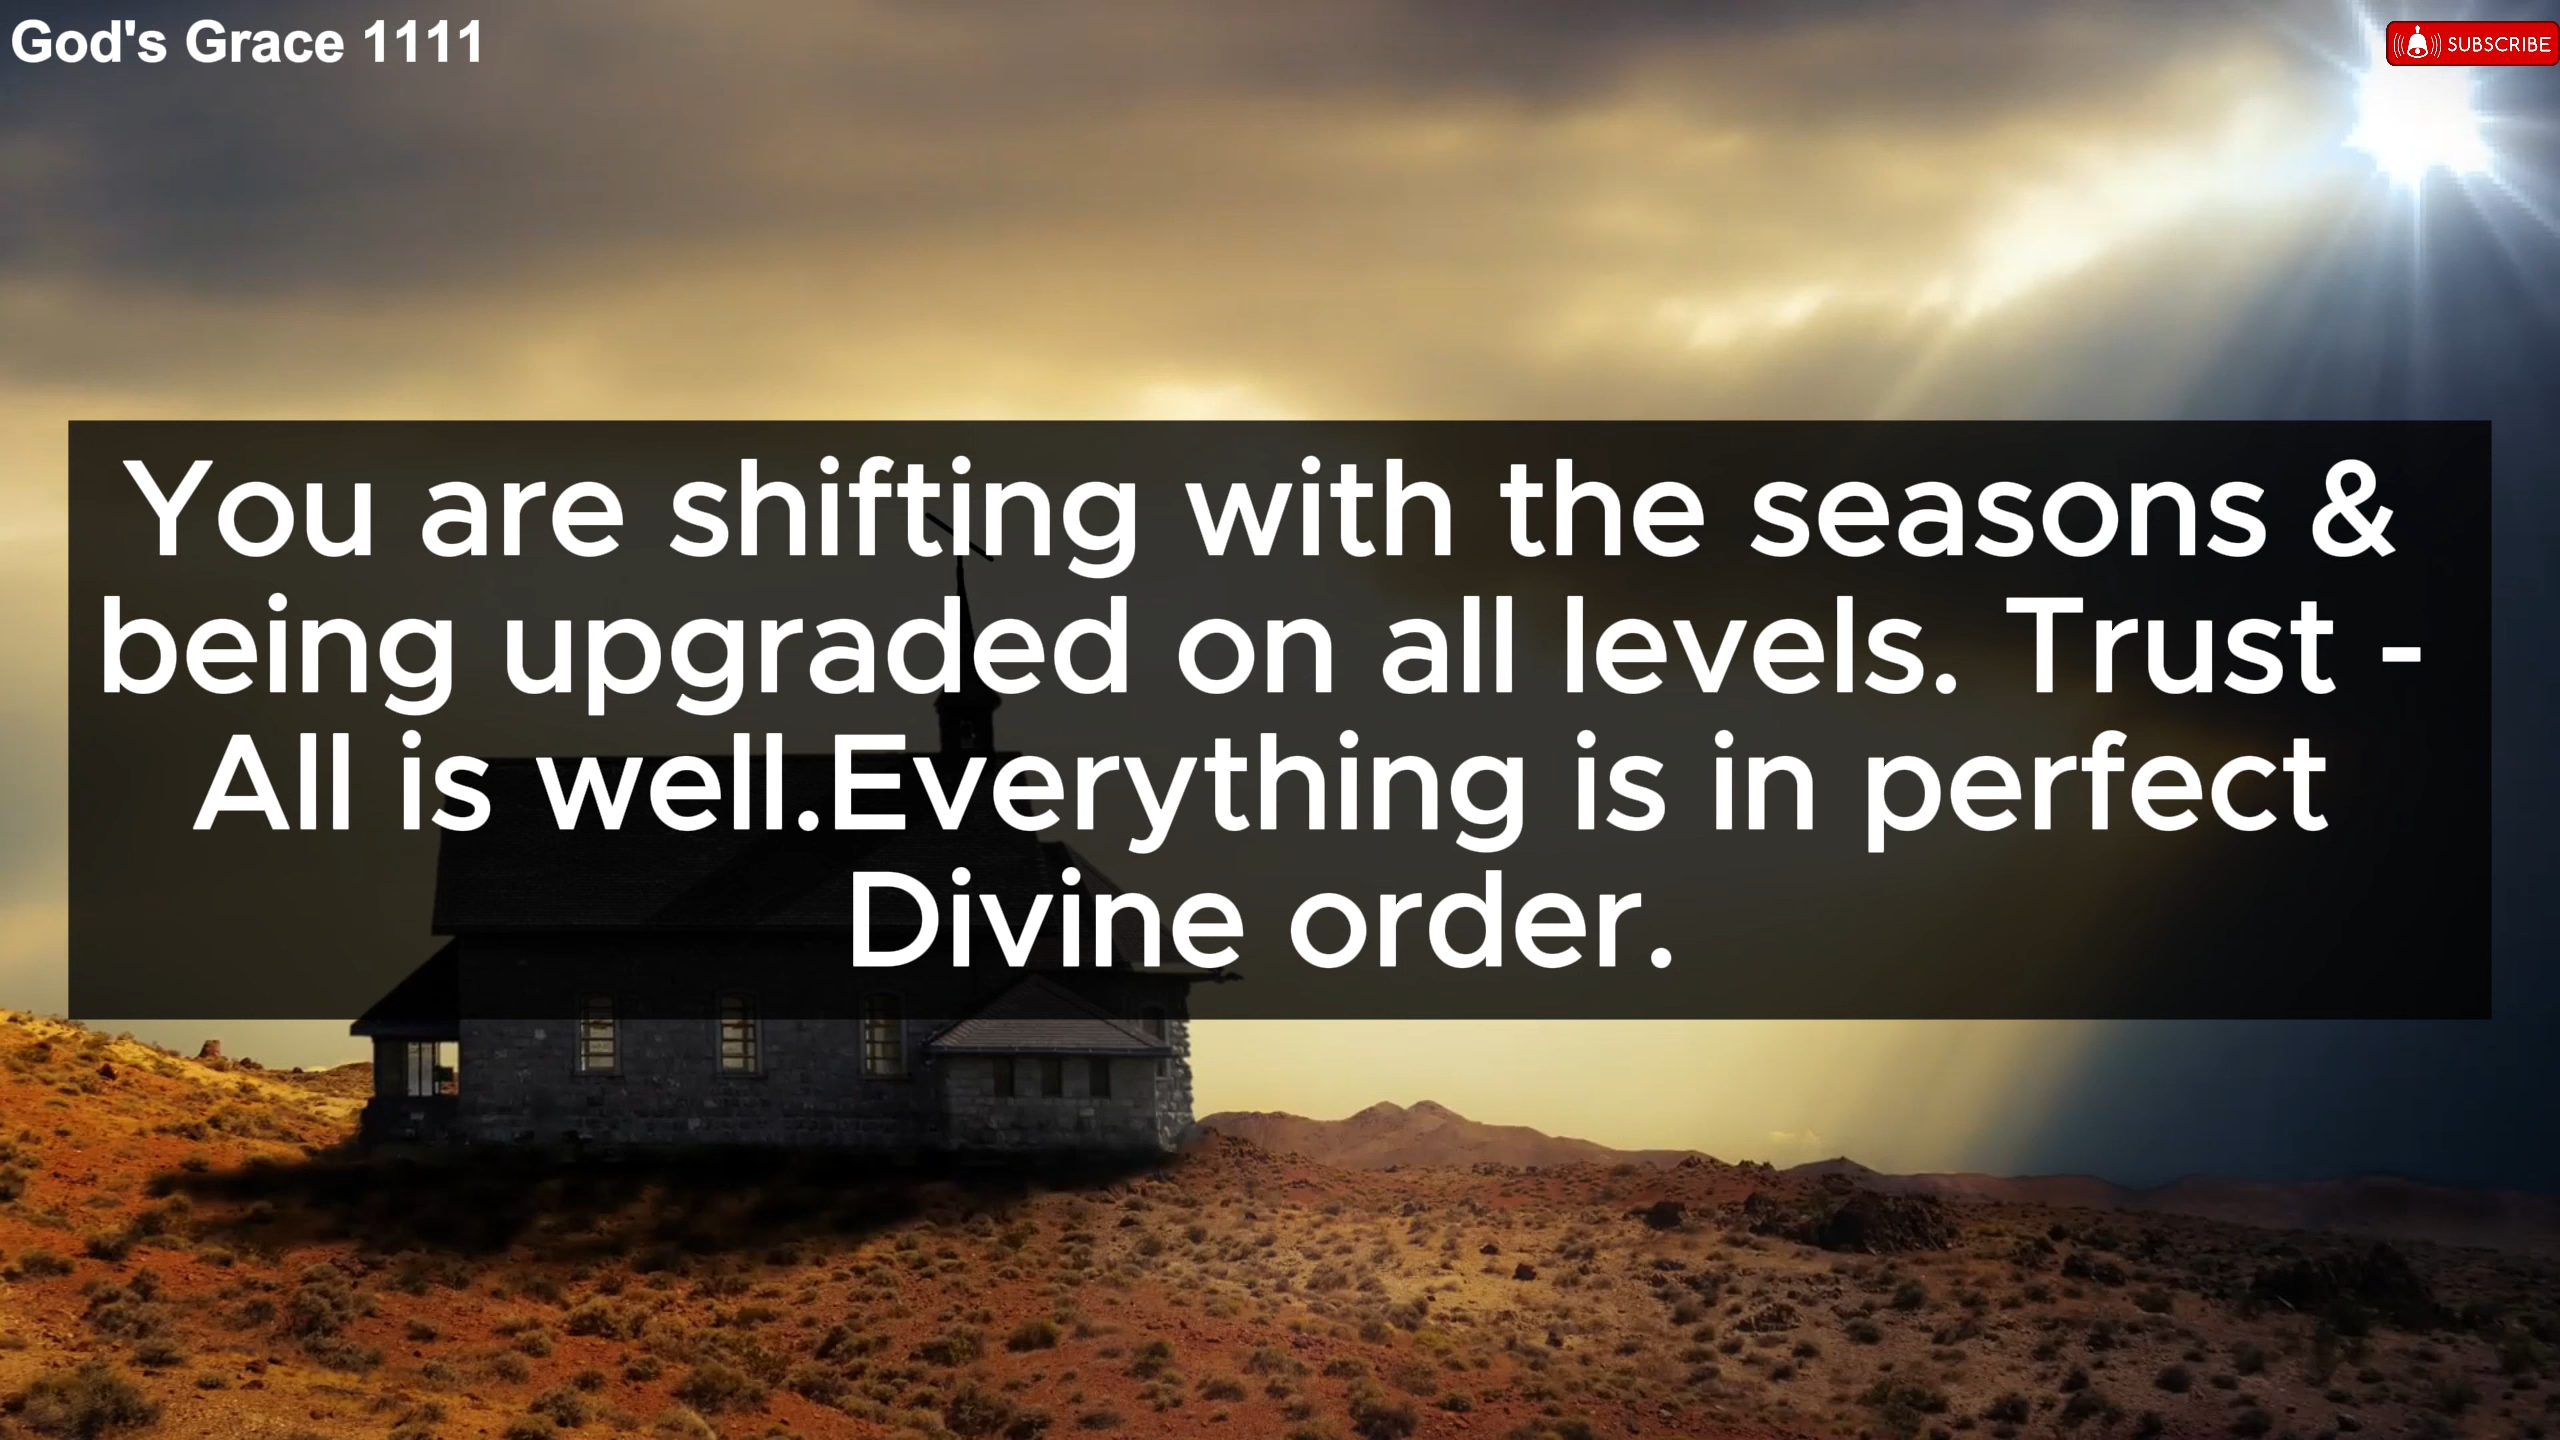 God's Grace 1111
SUBSCRIBE
You are shifting with the seasons &
being upgraded on all levels. Trust -
All is well.Everything is in perfect
Divine order.